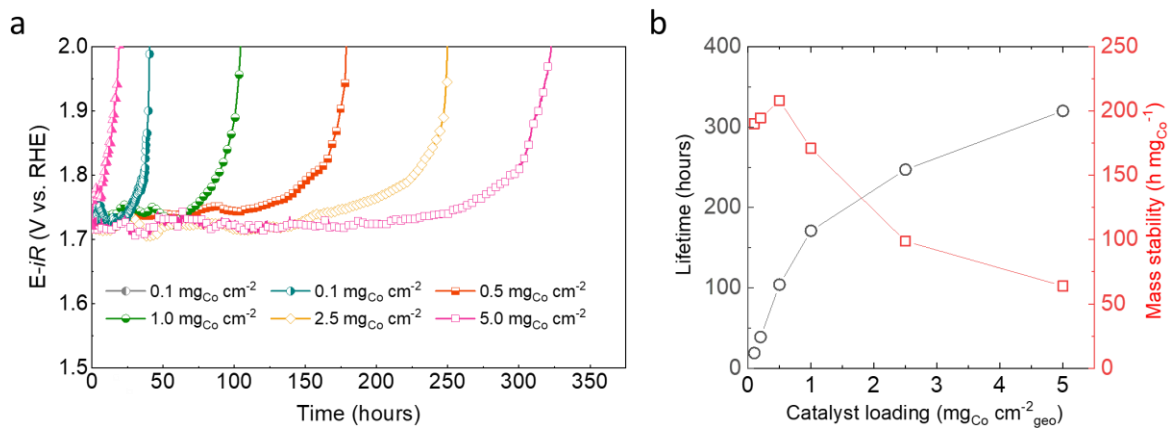 a
2.0
1.9
1.8
1.7
1.6
1.5
E-iR (V vs. RHE)
0.1 mgCo cm-2
0.1 mgCo cm-2
0.5 mgCo cm-2
1.0 mgCo cm-2
2.5 mgCo cm-2
5.0 mgCo cm-2
0 50 100 150 200 250 300 350
Time (hours)
b
400
300
200
100
0
Lifetime (hours)
250
200
150
100
50
0
Mass stability (h mgCo-1)
0 1 2 3 4 5
Catalyst loading (mgCo cm-2geo)